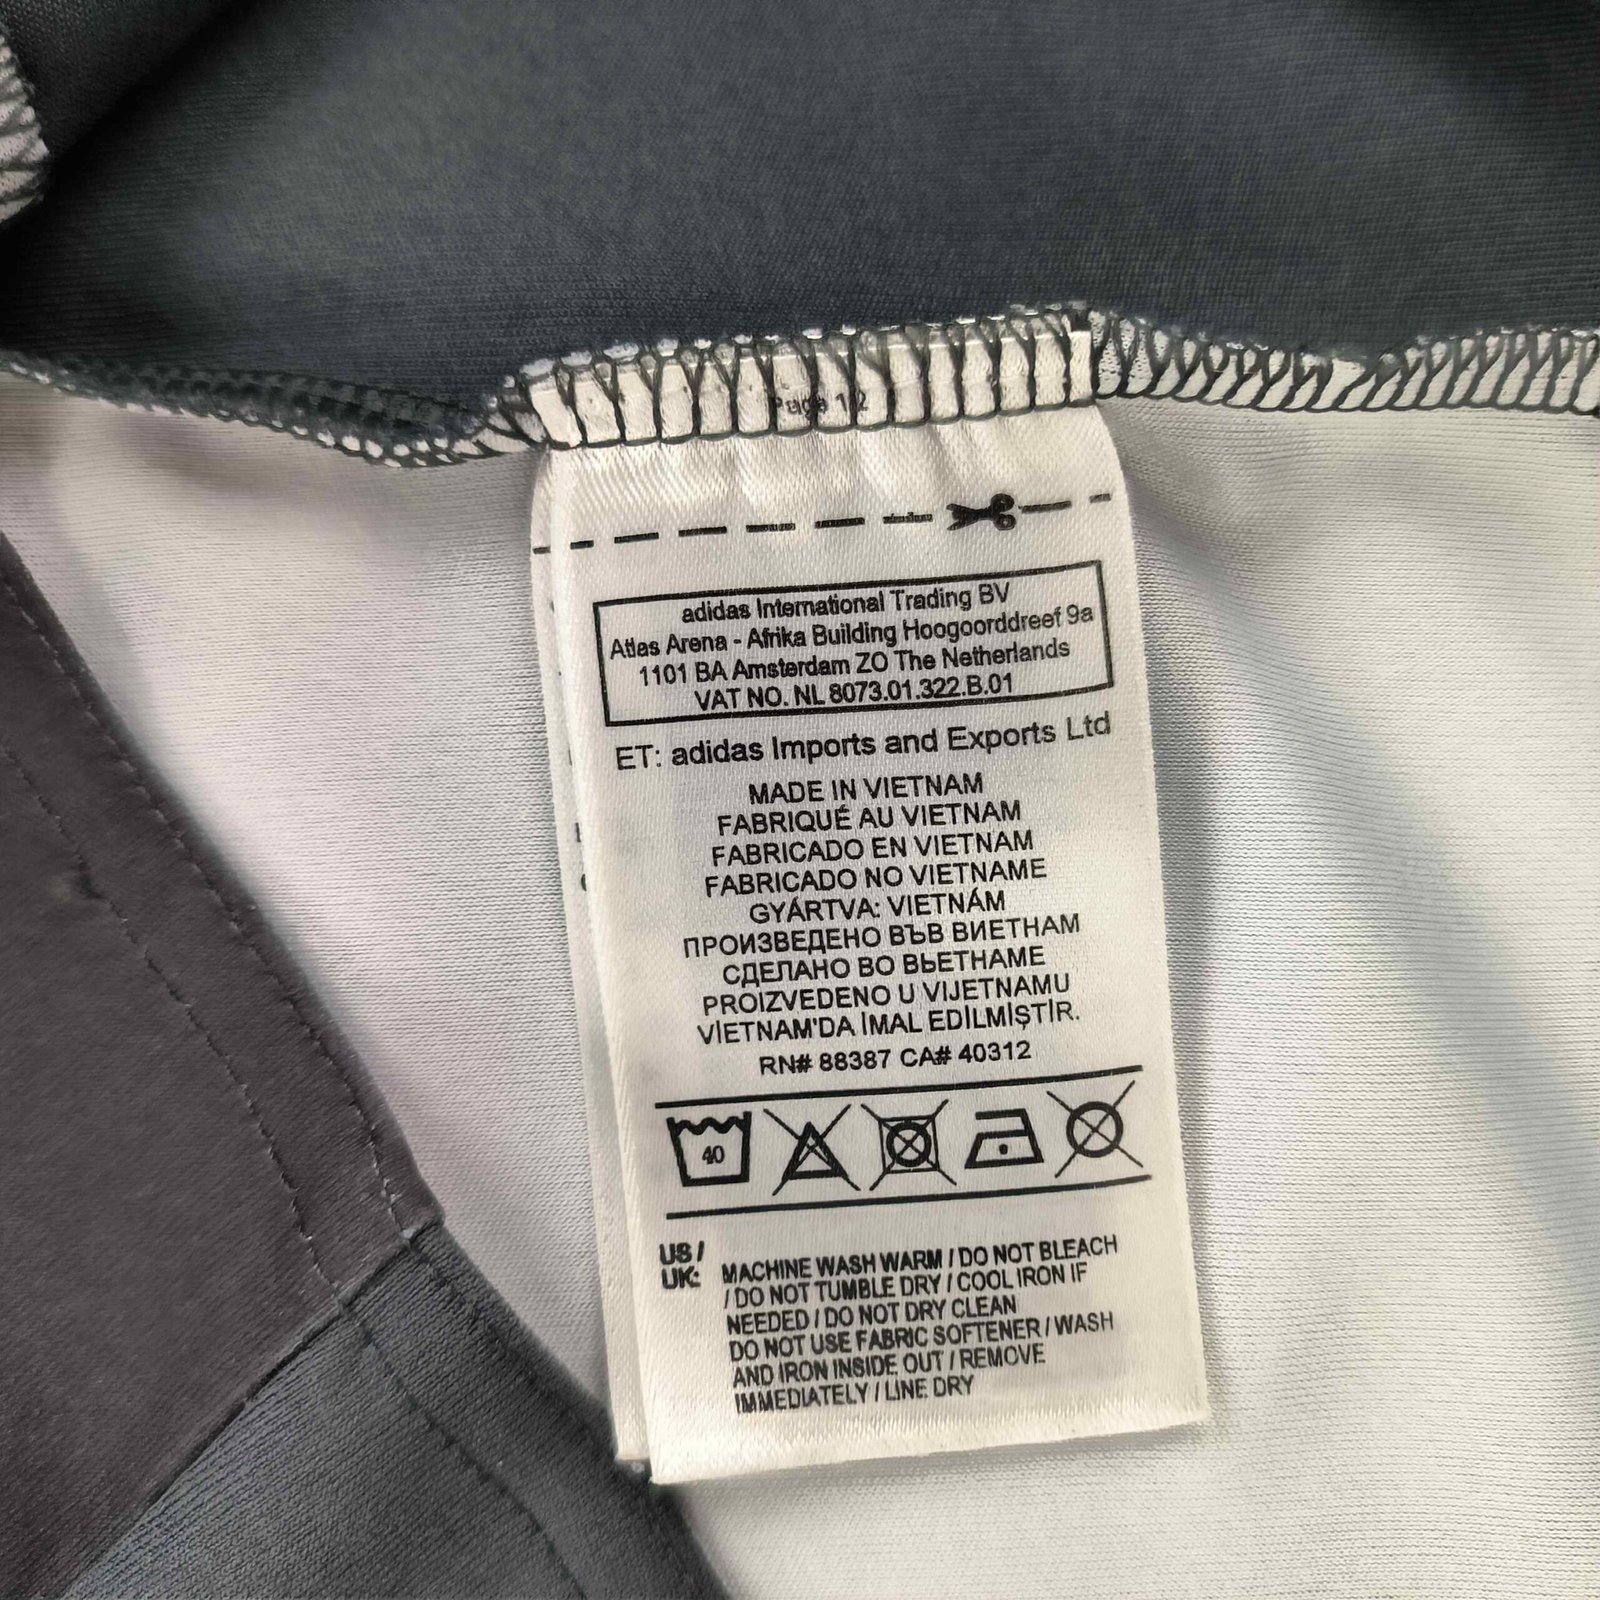 Page 1/2
adidas International Trading BV
Atlas Arena - Afrika Building Hoogoorddreef 9a
1101 BA Amsterdam ZO The Netherlands
VAT NO. NL 8073.01.322.B.01
ET: adidas Imports and Exports Ltd
MADE IN VIETNAM
FABRIQUÉ AU VIETNAM
FABRICADO EN VIETNAM
FABRICADO NO VIETNAME
GYÁRTVA: VIETNÁM
ПРОИЗВЕДЕНО ВЪВ ВИЕТНАМ
СДЕЛАНО ВО ВЬЕТНАМЕ
PROIZVEDENO U VIJETNAMU
VİETNAM'DA İMAL EDİLMİŞTİR.
RN# 88387 CA# 40312
40
US / UK: MACHINE WASH WARM / DO NOT BLEACH
/ DO NOT TUMBLE DRY / COOL IRON IF
NEEDED / DO NOT DRY CLEAN
DO NOT USE FABRIC SOFTENER / WASH
AND IRON INSIDE OUT / REMOVE
IMMEDIATELY / LINE DRY